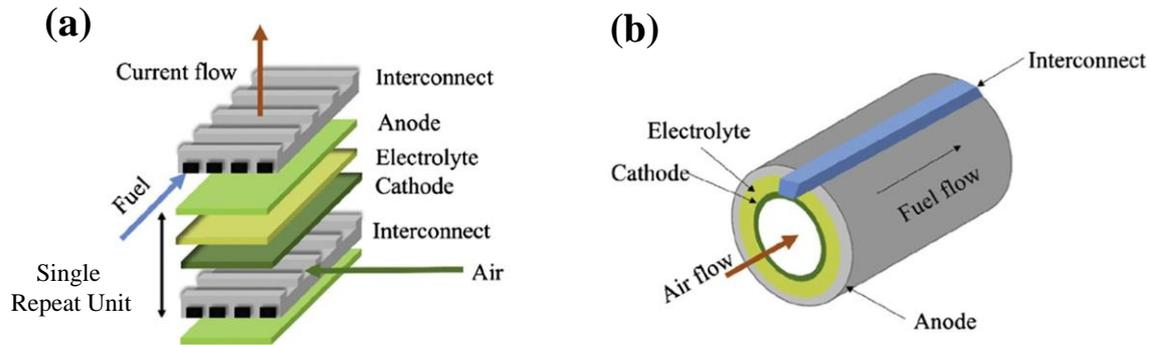 (a)
Current flow
Interconnect
Anode
Electrolyte
Cathode
Fuel
Interconnect
Air
Single
Repeat Unit
(b)
Interconnect
Electrolyte
Cathode
Fuel flow
Air flow
Anode